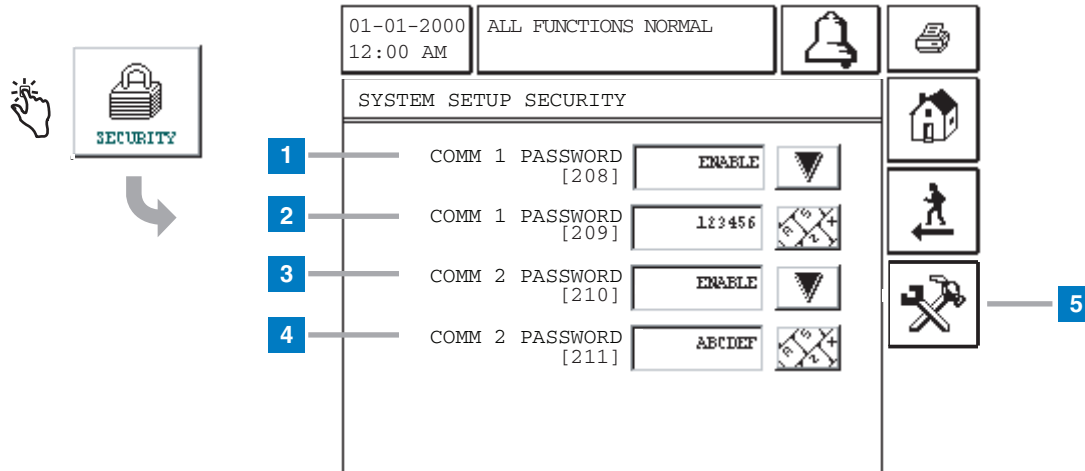 01-01-2000
12:00 AM
ALL FUNCTIONS NORMAL
SECURITY
SYSTEM SETUP SECURITY
1
COMM 1 PASSWORD
[208]
ENABLE
2
COMM 1 PASSWORD
[209]
123456
3
COMM 2 PASSWORD
[210]
ENABLE
4
COMM 2 PASSWORD
[211]
ABCDEF
5